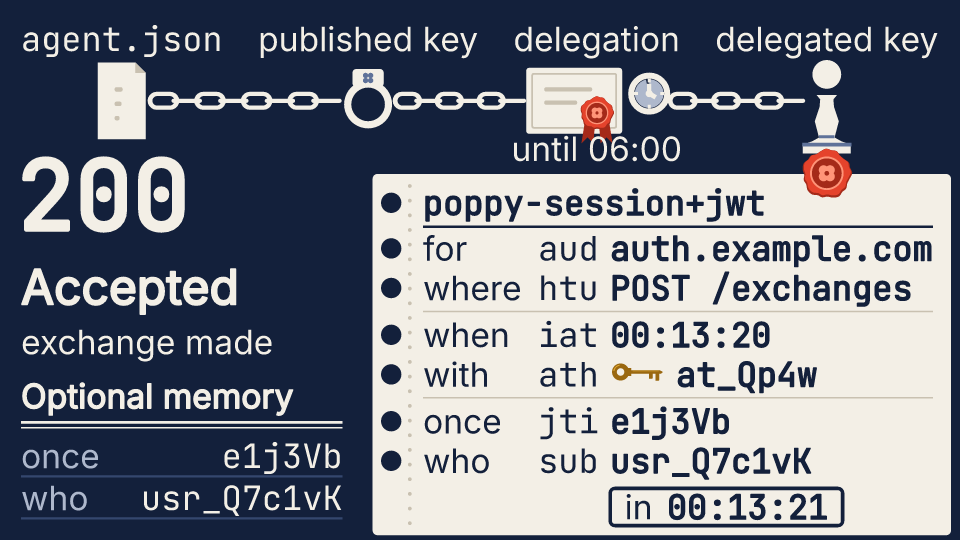 agent.json published key delegation delegated key
until 06:00
200
Accepted
exchange made
Optional memory
once e1j3Vb
who usr_Q7c1vK
poppy-session+jwt
for aud auth.example.com
where htu POST /exchanges
when iat 00:13:20
with ath at_Qp4w
once jti e1j3Vb
who sub usr_Q7c1vK
in 00:13:21